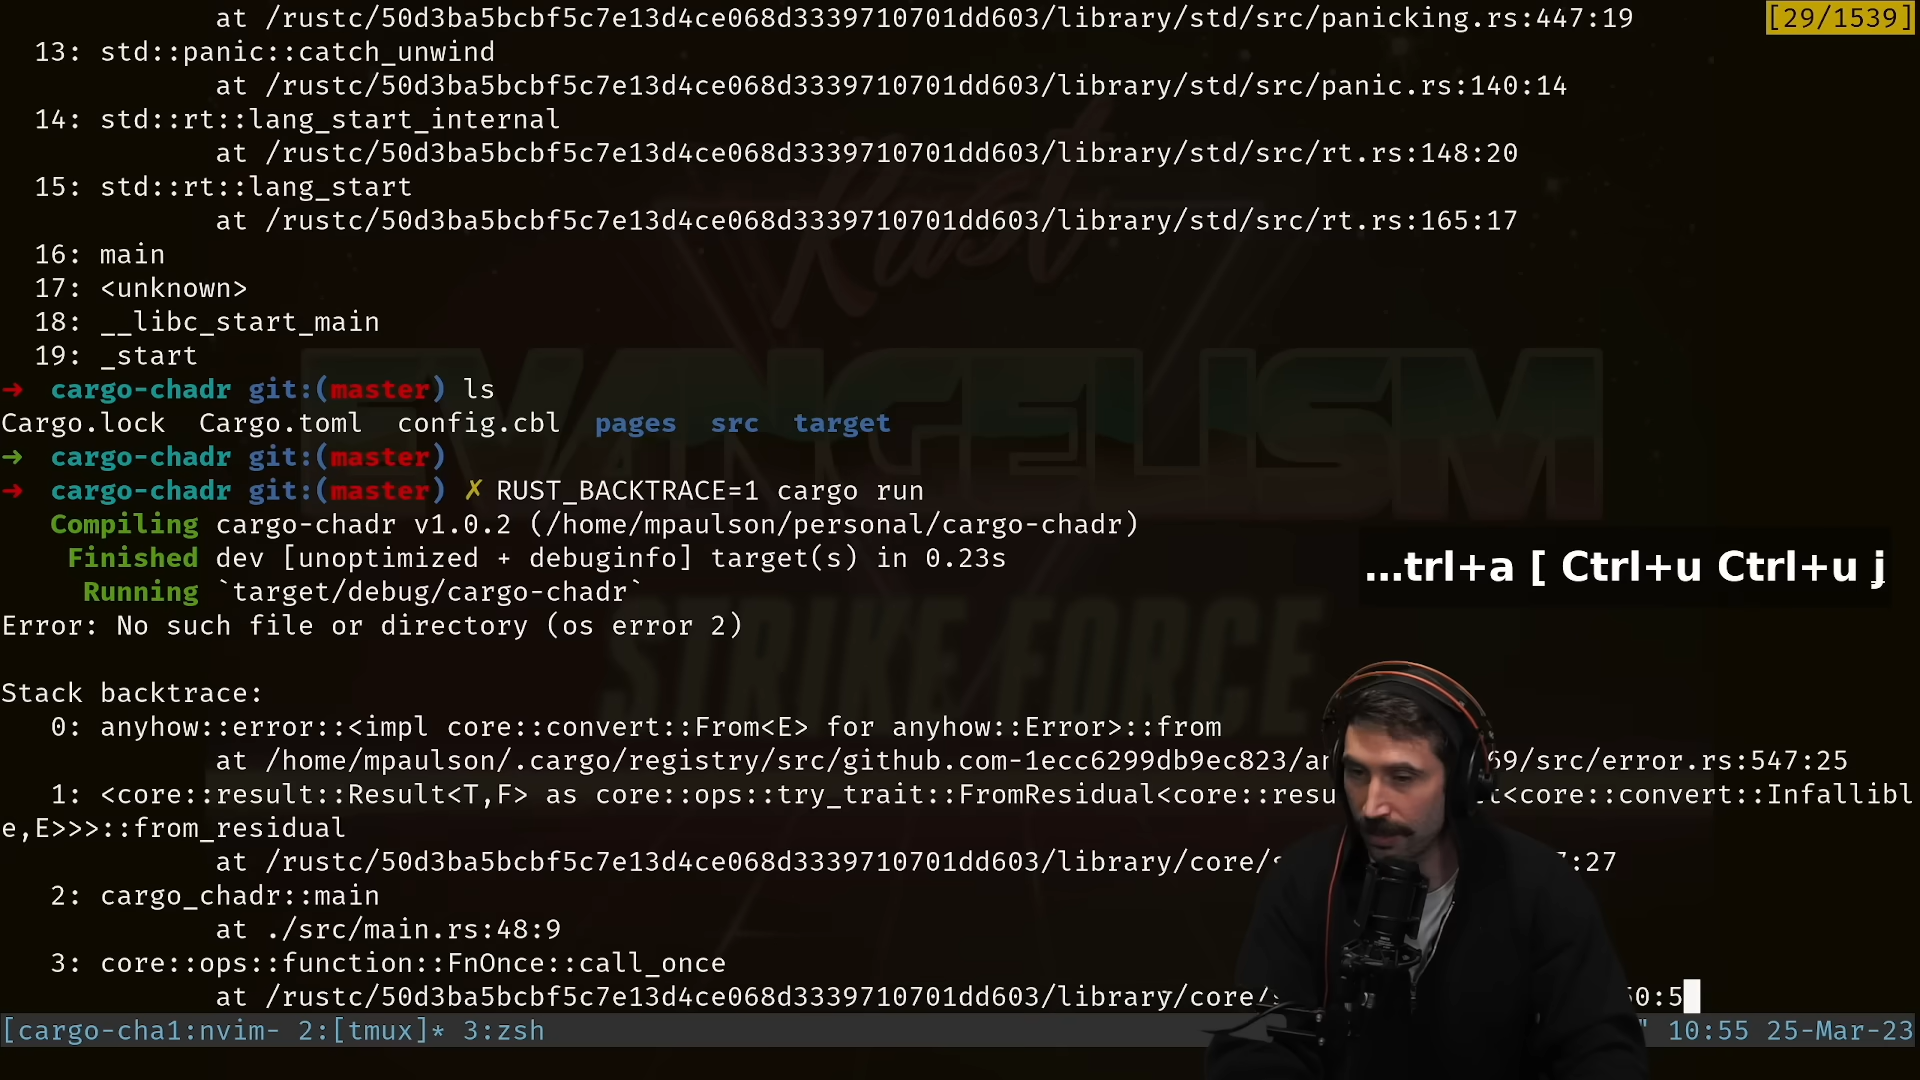 at /rustc/50d3ba5bcbf5c7e13d4ce068d3339710701dd603/library/std/src/panicking.rs:447:19 [29/1539]
13: std::panic::catch_unwind
at /rustc/50d3ba5bcbf5c7e13d4ce068d3339710701dd603/library/std/src/panic.rs:140:14
14: std::rt::lang_start_internal
at /rustc/50d3ba5bcbf5c7e13d4ce068d3339710701dd603/library/std/src/rt.rs:148:20
15: std::rt::lang_start
at /rustc/50d3ba5bcbf5c7e13d4ce068d3339710701dd603/library/std/src/rt.rs:165:17
16: main
17: <unknown>
18: __libc_start_main
19: _start
→ cargo-chadr git:(master) ls
Cargo.lock Cargo.toml config.cbl pages src target
→ cargo-chadr git:(master)
→ cargo-chadr git:(master) ✗ RUST_BACKTRACE=1 cargo run
Compiling cargo-chadr v1.0.2 (/home/mpaulson/personal/cargo-chadr)
Finished dev [unoptimized + debuginfo] target(s) in 0.23s
...trl+a [ Ctrl+u Ctrl+u j
Running `target/debug/cargo-chadr`
Error: No such file or directory (os error 2)
Stack backtrace:
0: anyhow::error::<impl core::convert::From<E> for anyhow::Error>::from
at /home/mpaulson/.cargo/registry/src/github.com-1ecc6299db9ec823/an 69/src/error.rs:547:25
1: <core::result::Result<T,F> as core::ops::try_trait::FromResidual<core::resu t<core::convert::Infallibl
e,E>>>::from_residual
at /rustc/50d3ba5bcbf5c7e13d4ce068d3339710701dd603/library/core/s 7:27
2: cargo_chadr::main
at ./src/main.rs:48:9
3: core::ops::function::FnOnce::call_once
at /rustc/50d3ba5bcbf5c7e13d4ce068d3339710701dd603/library/core/s 50:5
[cargo-cha1:nvim- 2:[tmux]* 3:zsh " 10:55 25-Mar-23
Rust
EVANGELISM
STRIKE FORCE